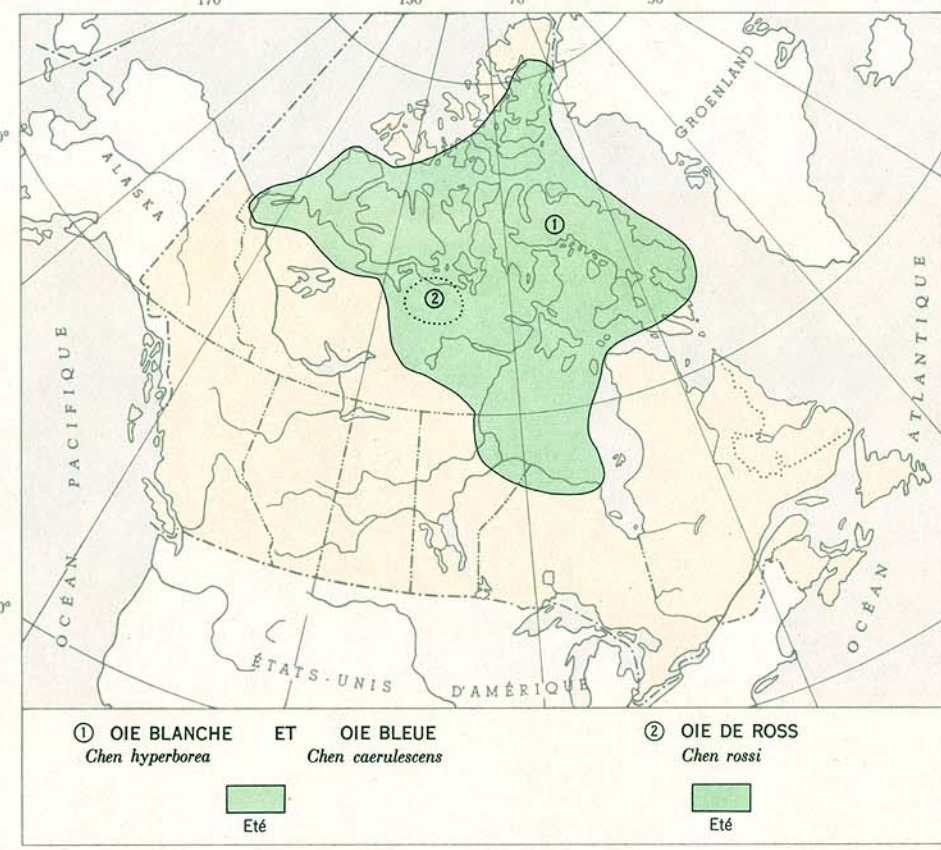 GROENLAND
ALASKA
①
②
OCÉAN PACIFIQUE
OCÉAN ATLANTIQUE
ÉTATS-UNIS D'AMÉRIQUE
① OIE BLANCHE ET OIE BLEUE
Chen hyperborea Chen caerulescens
Eté
② OIE DE ROSS
Chen rossi
Eté